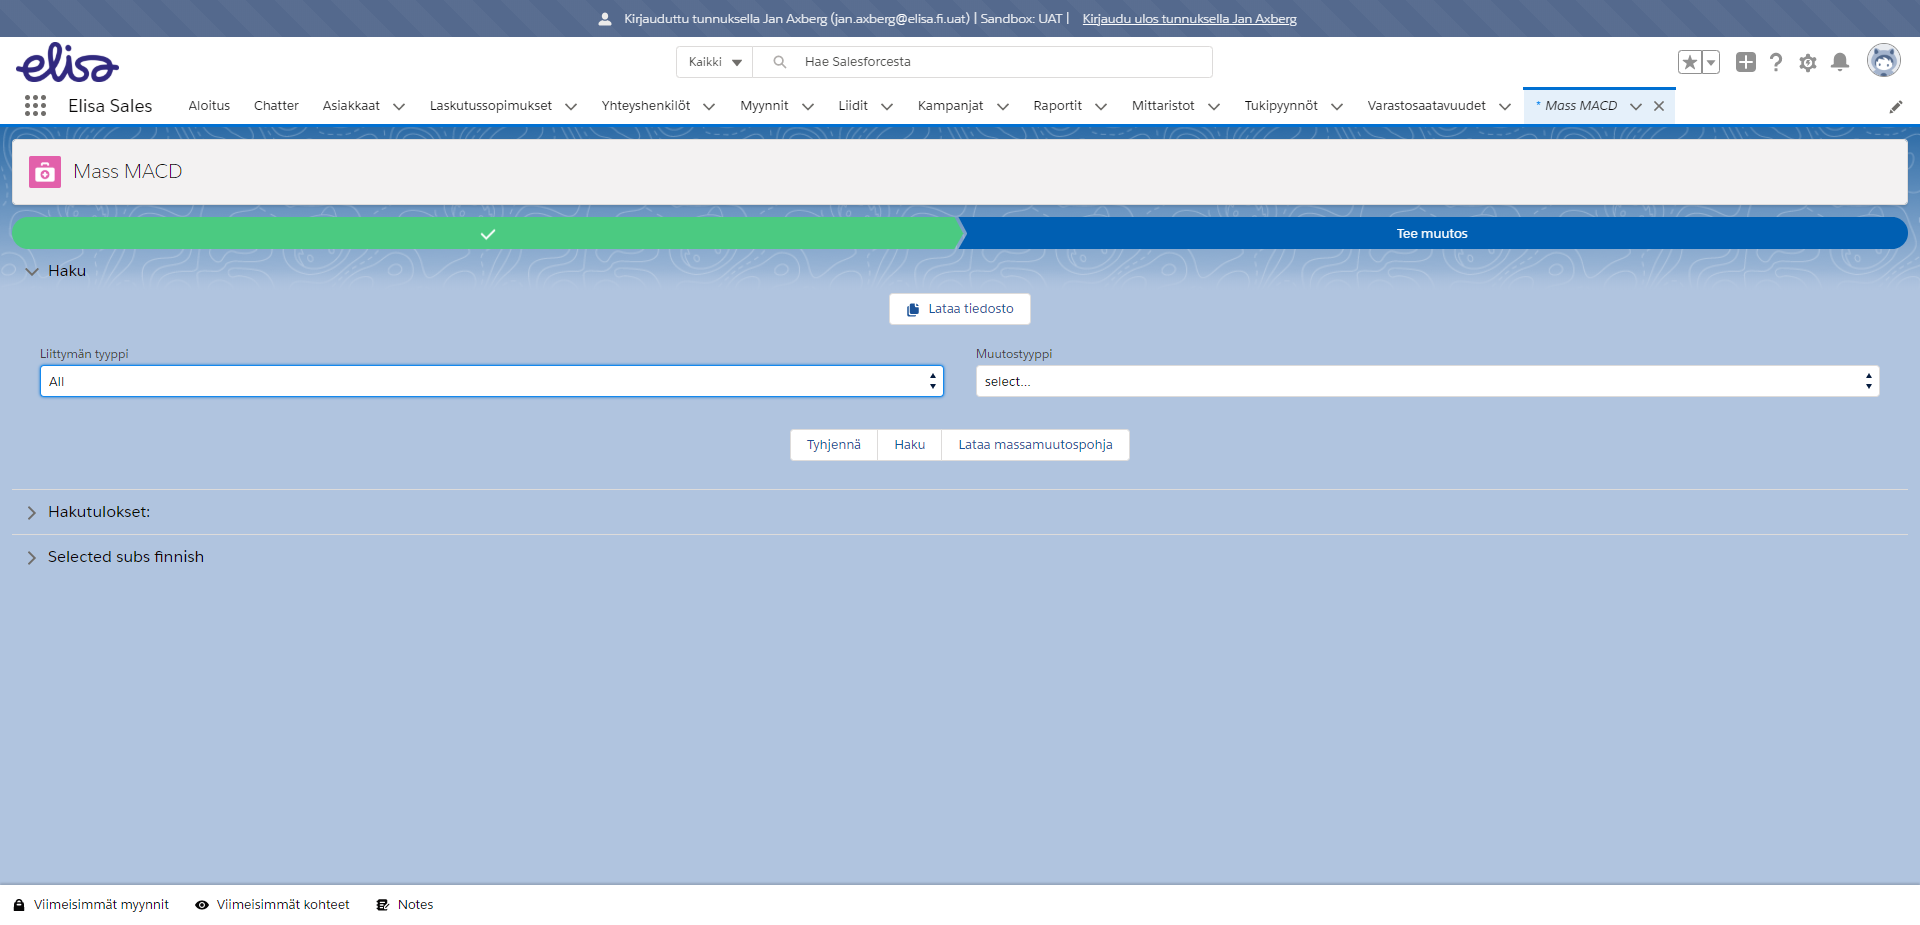 Kirjauduttu tunnuksella Jan Axberg (jan.axberg@elisa.fi.uat) | Sandbox: UAT | Kirjaudu ulos tunnuksella Jan Axberg
elisa
Kaikki
Hae Salesforcesta
Elisa Sales
Aloitus
Chatter
Asiakkaat
Laskutussopimukset
Yhteyshenkilöt
Myynnit
Liidit
Kampanjat
Raportit
Mittaristot
Tukipyynnöt
Varastosaatavuudet
* Mass MACD
Mass MACD
Tee muutos
Haku
Lataa tiedosto
Liittymän tyyppi
Muutostyyppi
All
select...
Tyhjennä
Haku
Lataa massamuutospohja
Hakutulokset:
Selected subs finnish
Viimeisimmät myynnit
Viimeisimmät kohteet
Notes